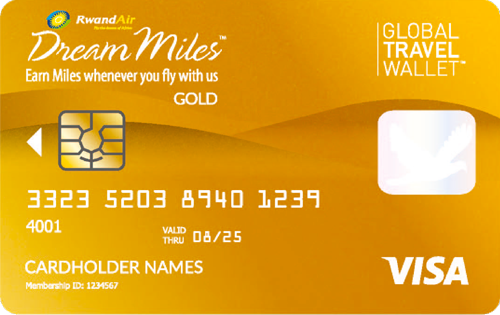 RwandAir
Dream Miles™
Earn Miles whenever you fly with us
GOLD
GLOBAL
TRAVEL
WALLET™
3323 5203 8940 1239
4001
VALID
THRU 08/25
CARDHOLDER NAMES
Membership ID: 1234567
VISA